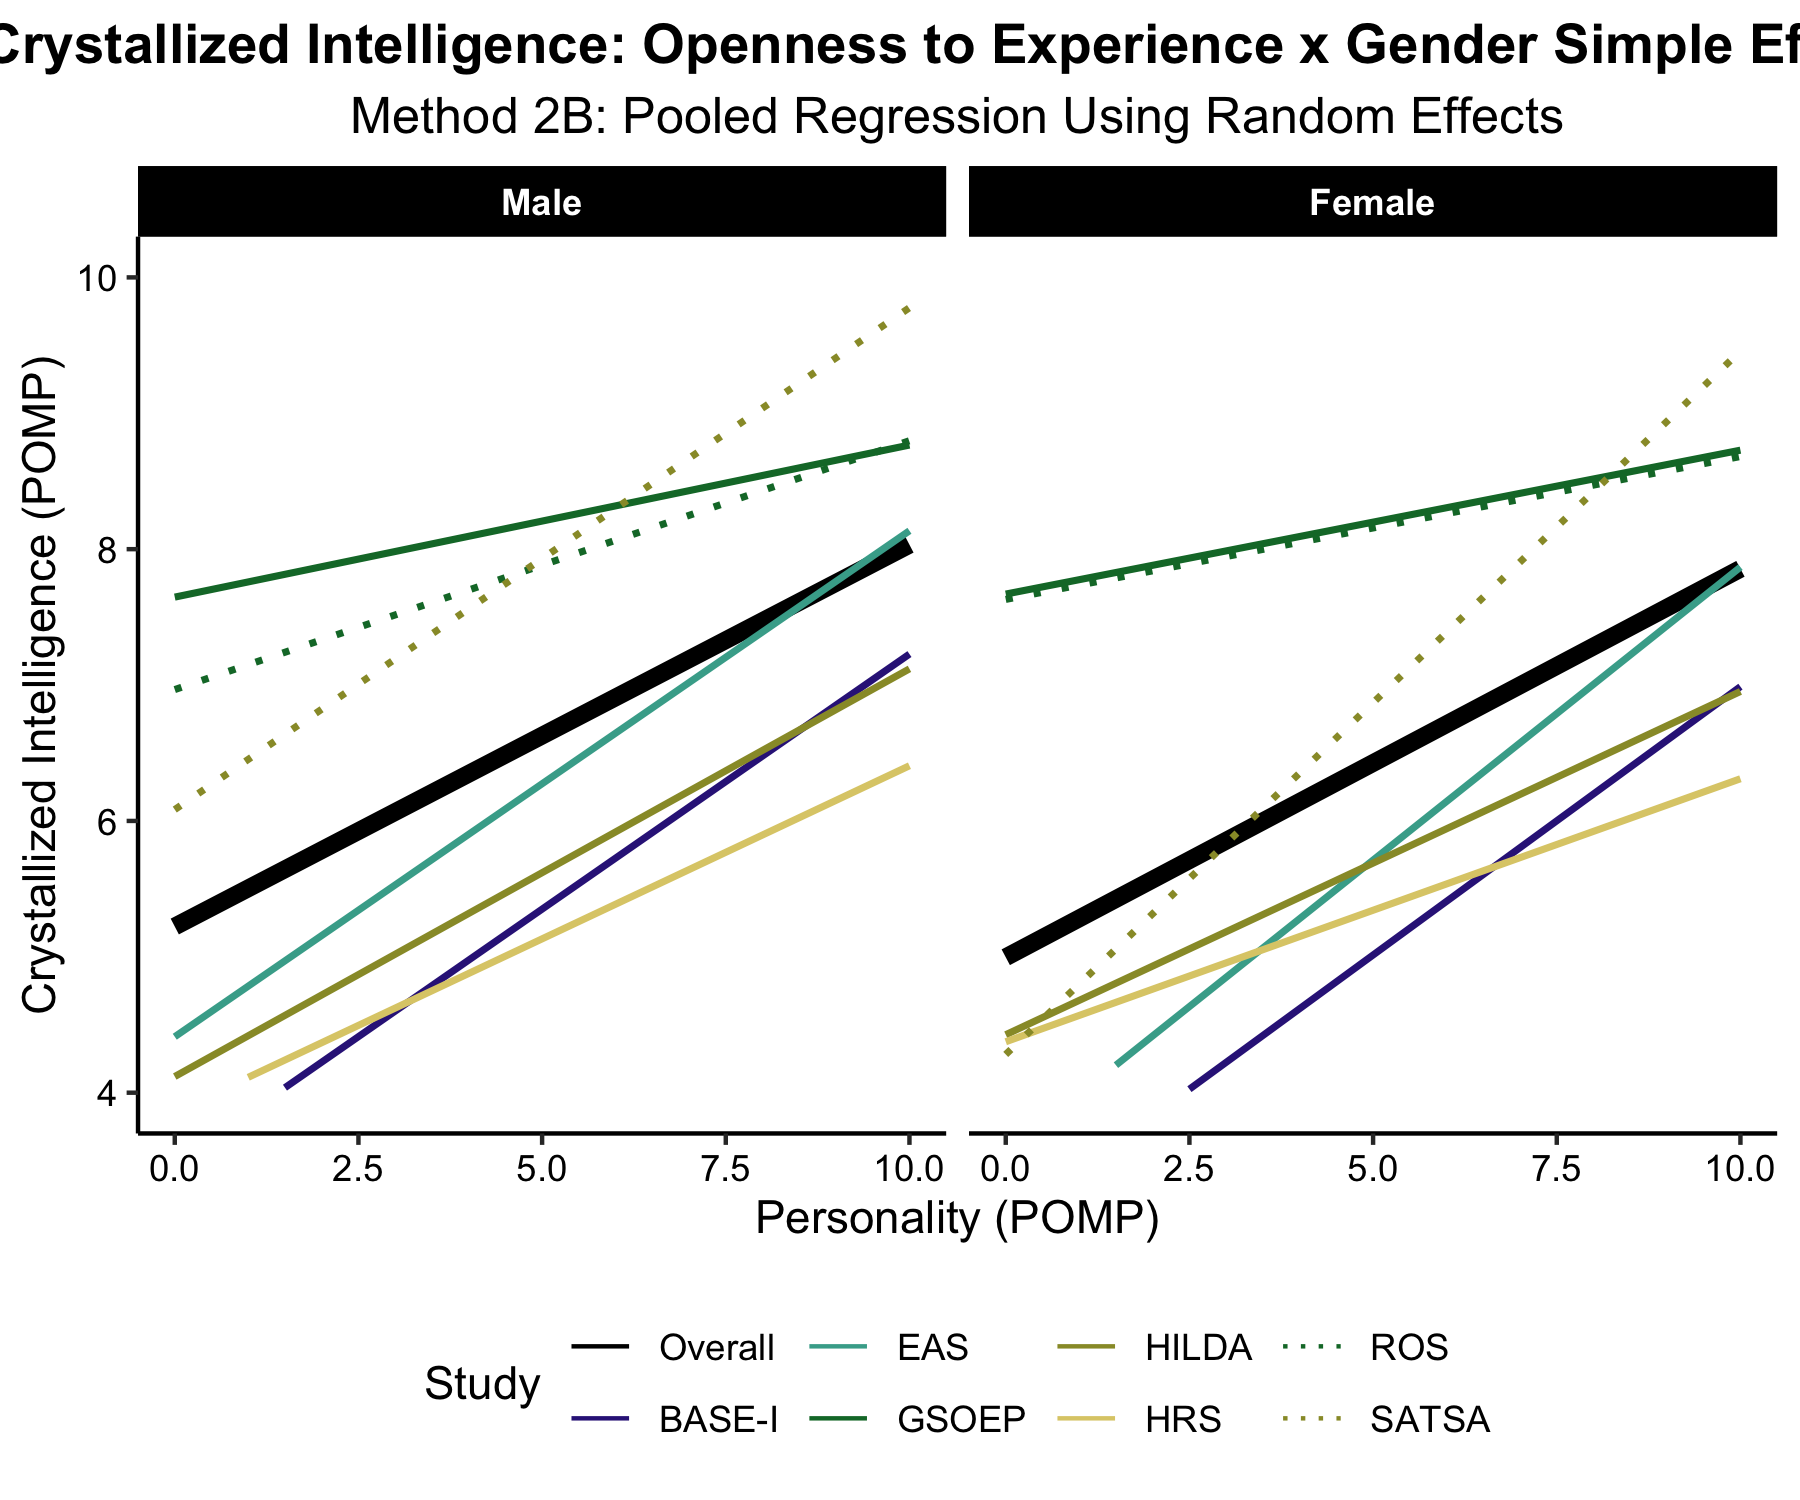 Crystallized Intelligence: Openness to Experience x Gender Simple Ef
Method 2B: Pooled Regression Using Random Effects
Male
Female
Crystallized Intelligence (POMP)
10
8
6
4
0.0 2.5 5.0 7.5 10.0
0.0 2.5 5.0 7.5 10.0
Personality (POMP)
Study
Overall EAS HILDA ROS
BASE-I GSOEP HRS SATSA